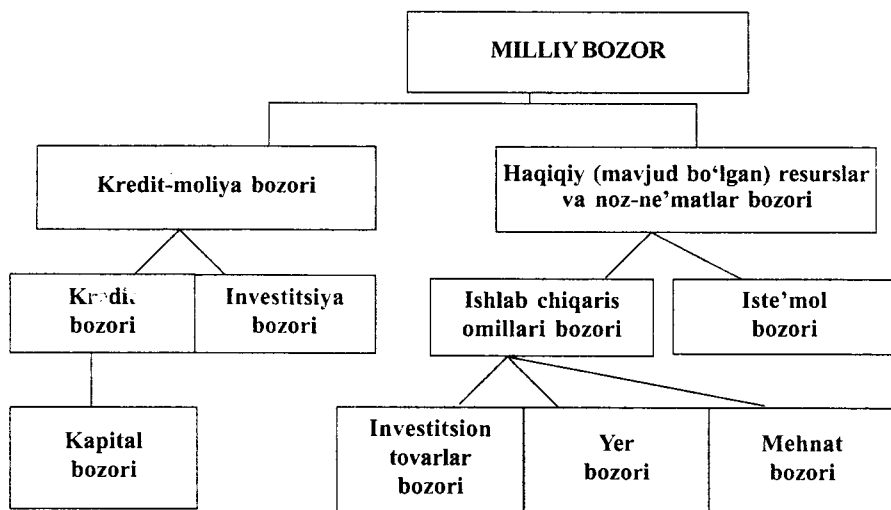 MILLIY BOZOR
Kredit-moliya bozori
Haqiqiy (mavjud bo‘lgan) resurslar
va noz-ne’matlar bozori
Kredit
bozori
Investitsiya
bozori
Ishlab chiqaris
omillari bozori
Iste’mol
bozori
Kapital
bozori
Investitsion
tovarlar
bozori
Yer
bozori
Mehnat
bozori